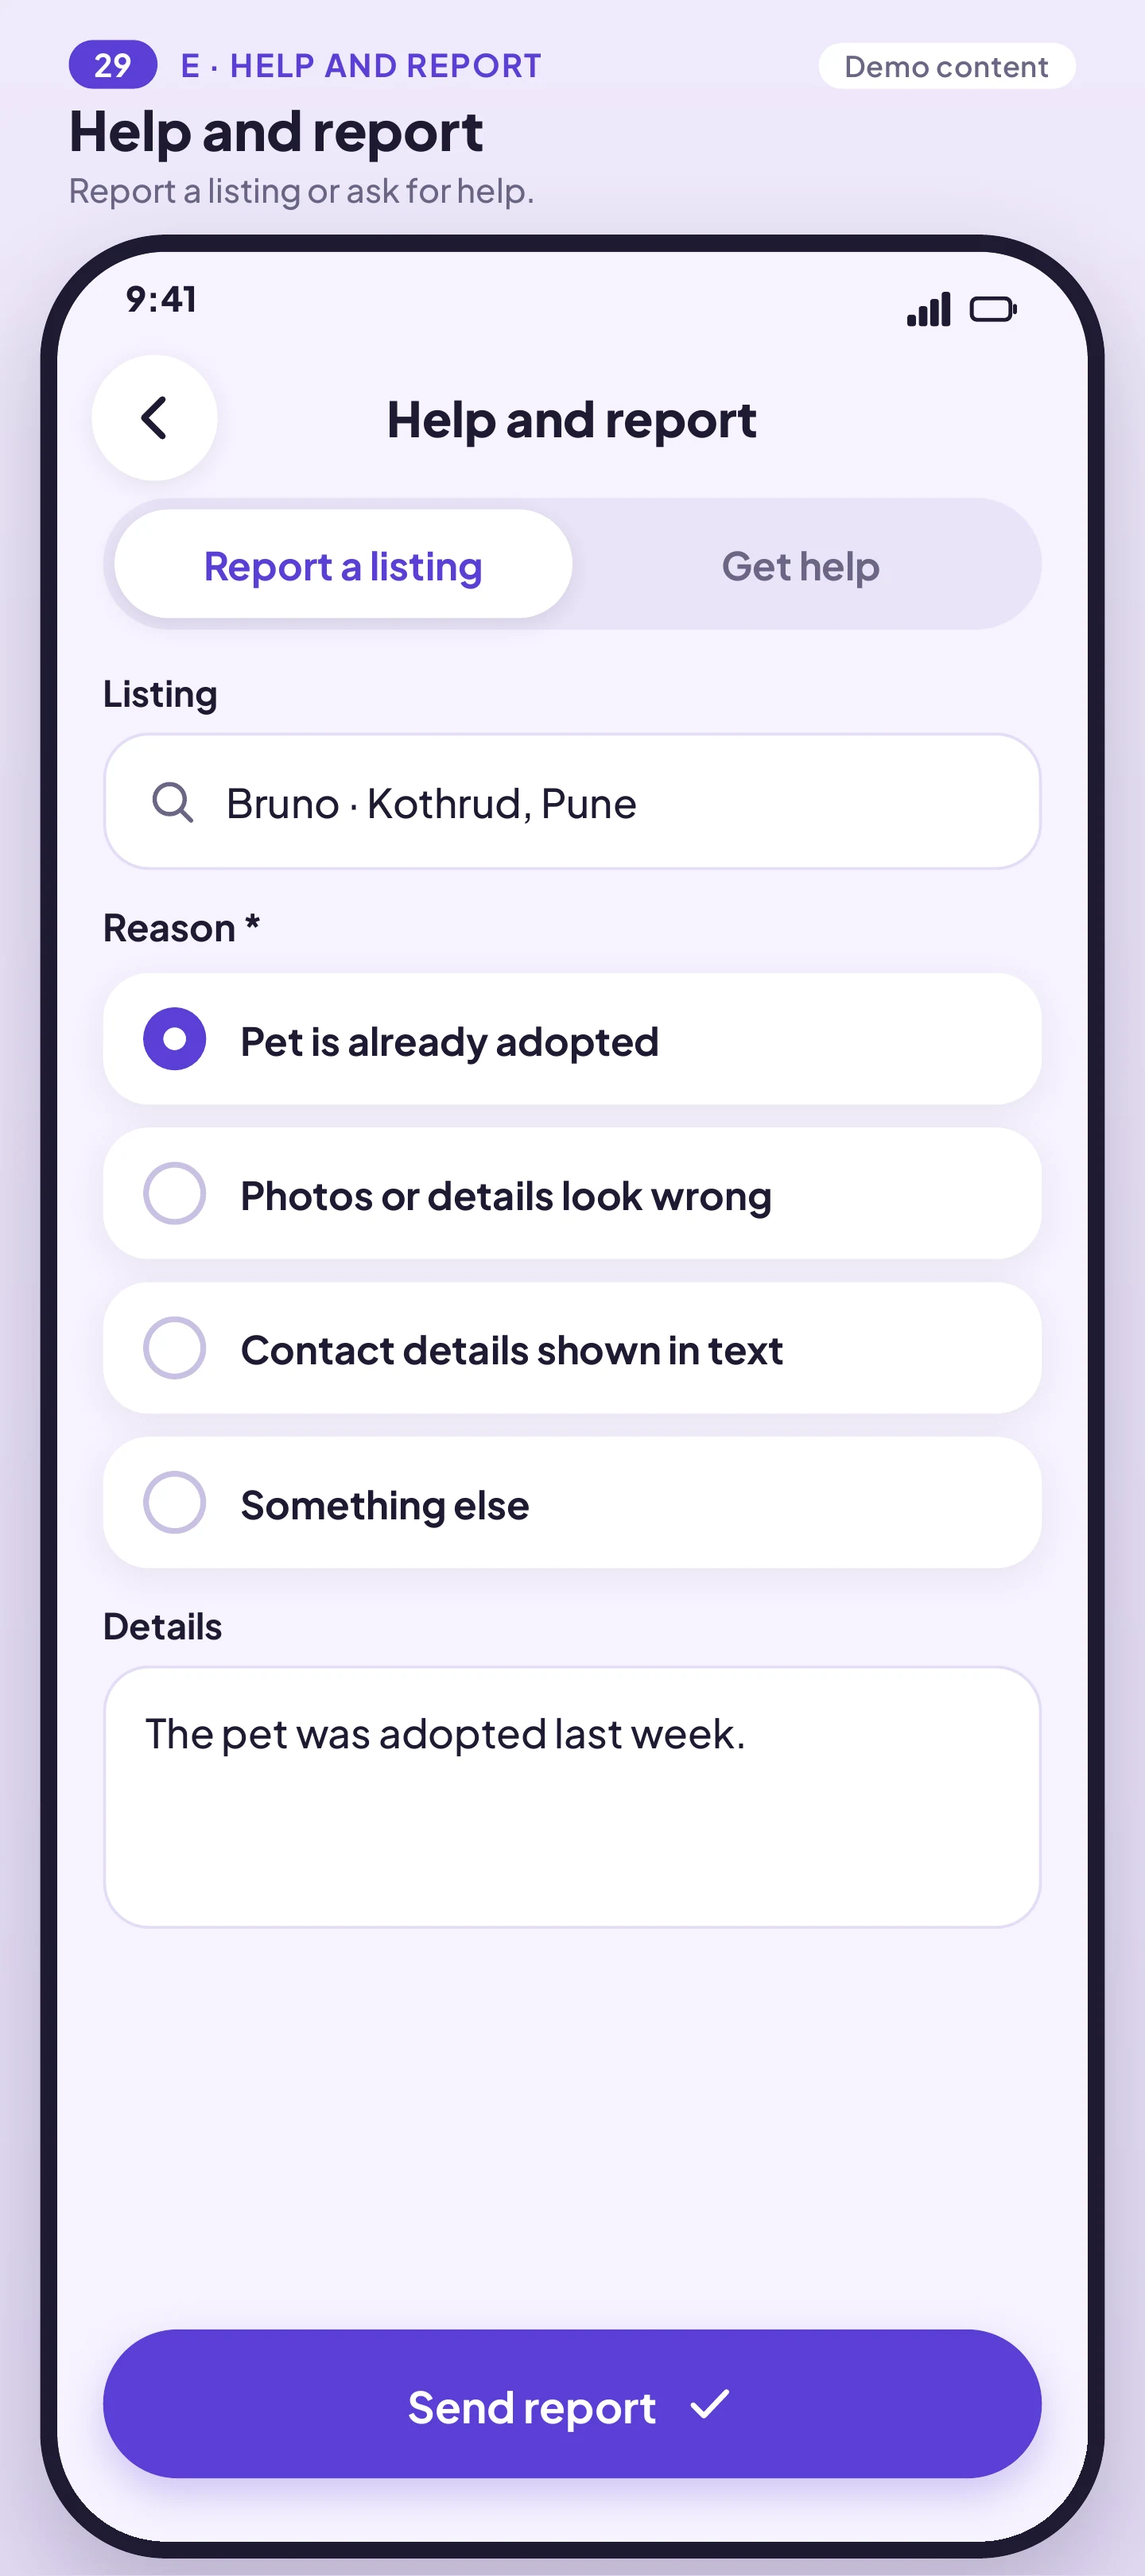 29 E · HELP AND REPORT Demo content
Help and report
Report a listing or ask for help.
9:41
Help and report
Report a listing Get help
Listing
Bruno · Kothrud, Pune
Reason *
Pet is already adopted
Photos or details look wrong
Contact details shown in text
Something else
Details
The pet was adopted last week.
Send report